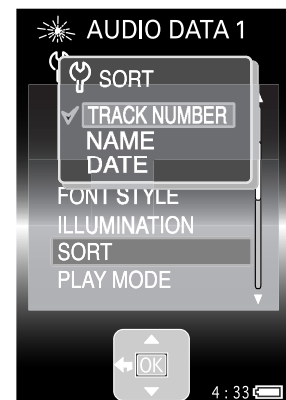 AUDIO DATA 1
SORT
TRACK NUMBER
NAME
DATE
FONT STYLE
ILLUMINATION
SORT
PLAY MODE
OK
4:33